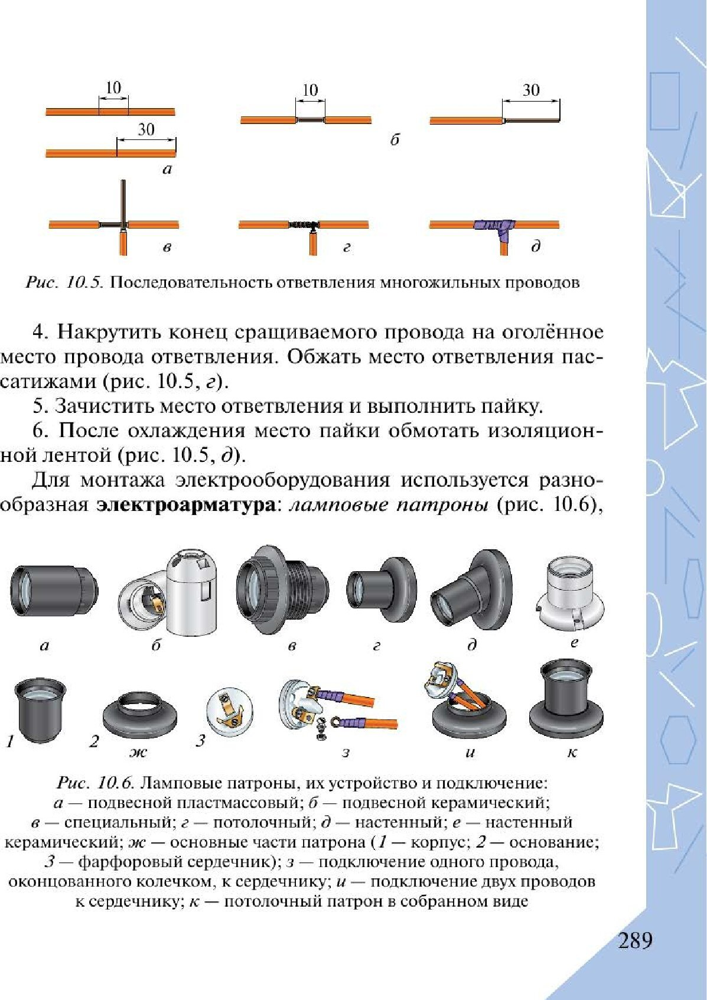 10
10
30
30
а
б
в
г
д
Рис. 10.5. Последовательность ответвления многожильных проводов
4. Накрутить конец сращиваемого провода на оголённое
место провода ответвления. Обжать место ответвления пас-
сатижами (рис. 10.5, г).
5. Зачистить место ответвления и выполнить пайку.
6. После охлаждения место пайки обмотать изоляцион-
ной лентой (рис. 10.5, д).
Для монтажа электрооборудования используется разно-
образная электроарматура: ламповые патроны (рис. 10.6),
а б в г д е
1 2 3
ж з и к
Рис. 10.6. Ламповые патроны, их устройство и подключение:
а — подвесной пластмассовый; б — подвесной керамический;
в — специальный; г — потолочный; д — настенный; е — настенный
керамический; ж — основные части патрона (1 — корпус; 2 — основание;
3 — фарфоровый сердечник); з — подключение одного провода,
оконцованного колечком, к сердечнику; и — подключение двух проводов
к сердечнику; к — потолочный патрон в собранном виде
289